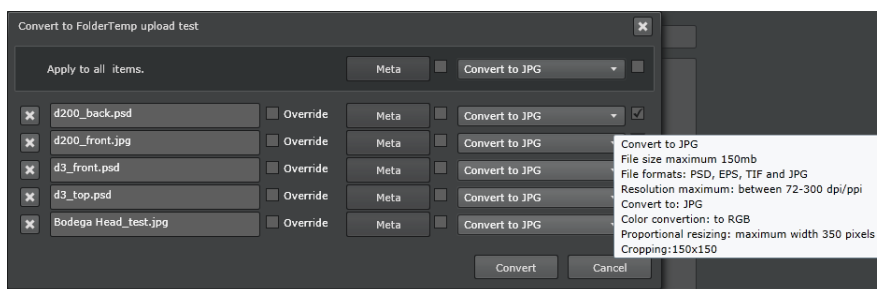 Convert to FolderTemp upload test
Apply to all items. Meta Convert to JPG
d200_back.psd Override Meta Convert to JPG
d200_front.jpg Override Meta Convert to JPG
d3_front.psd Override Meta Convert to JPG
d3_top.psd Override Meta Convert to JPG
Bodega Head_test.jpg Override Meta Convert to JPG
Convert to JPG
File size maximum 150mb
File formats: PSD, EPS, TIF and JPG
Resolution maximum: between 72-300 dpi/ppi
Convert to: JPG
Color convertion: to RGB
Proportional resizing: maximum width 350 pixels
Cropping:150x150
Convert Cancel